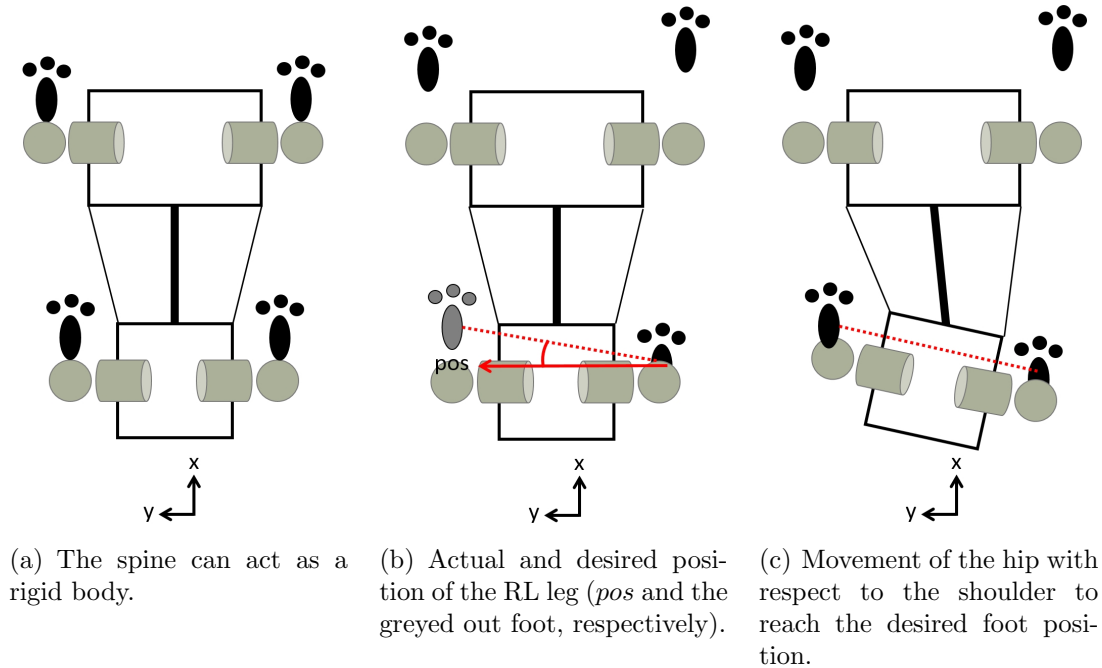 pos
x
y
x
y
x
y
(a) The spine can act as a
rigid body.
(b) Actual and desired posi-
tion of the RL leg (pos and the
greyed out foot, respectively).
(c) Movement of the hip with
respect to the shoulder to
reach the desired foot posi-
tion.